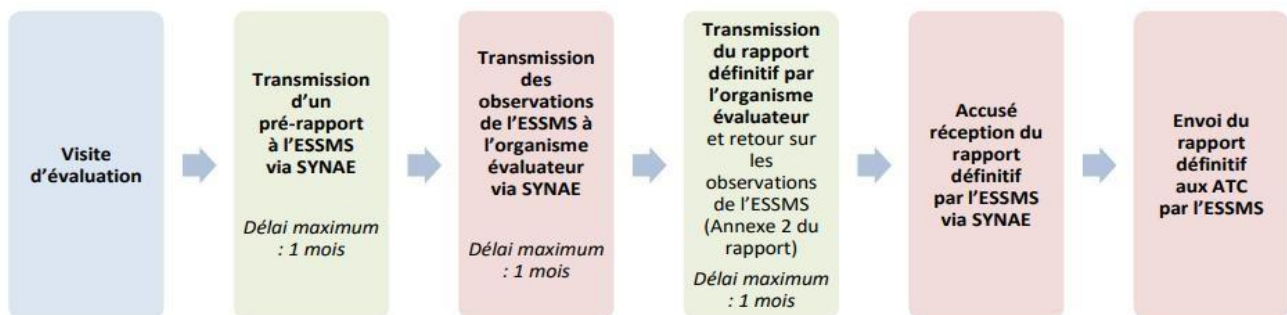 Visite
d’évaluation
Transmission
d’un
pré-rapport
à l’ESSMS
via SYNAE
Délai maximum
: 1 mois
Transmission
des
observations
de l’ESSMS à
l’organisme
évaluateur
via SYNAE
Délai maximum
: 1 mois
Transmission
du rapport
définitif par
l’organisme
évaluateur
et retour sur
les
observations
de l’ESSMS
(Annexe 2 du
rapport)
Délai maximum
: 1 mois
Accusé
réception du
rapport
définitif
par l’ESSMS
via SYNAE
Envoi du
rapport
définitif
aux ATC
par l’ESSMS